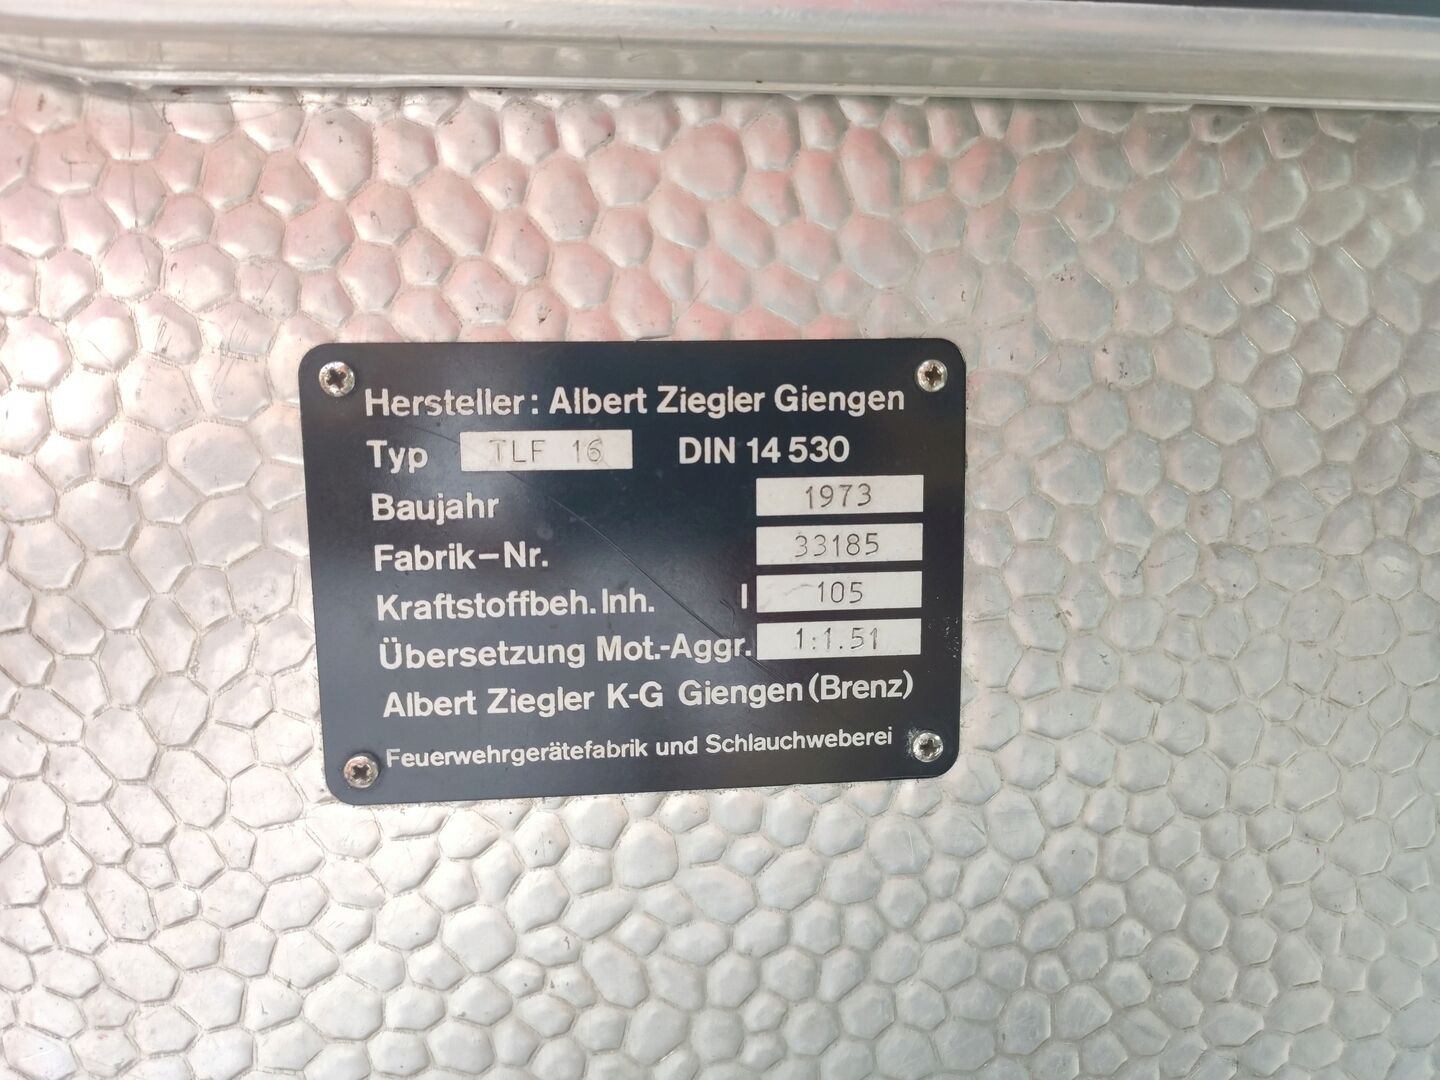 Hersteller: Albert Ziegler Giengen
Typ TLF 16 DIN 14 530
Baujahr 1973
Fabrik-Nr. 33185
Kraftstoffbeh. Inh. l 105
Übersetzung Mot.-Aggr. 1:1.51
Albert Ziegler K-G Giengen (Brenz)
Feuerwehrgerätefabrik und Schlauchweberei